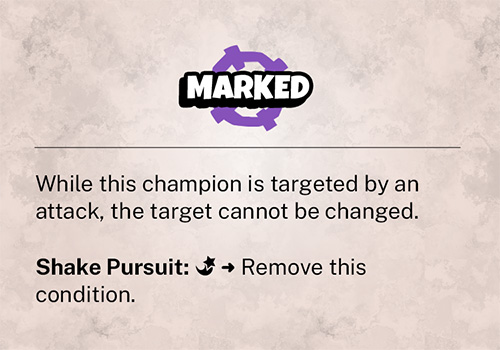 MARKED
While this champion is targeted by an
attack, the target cannot be changed.
Shake Pursuit: ➜ Remove this
condition.